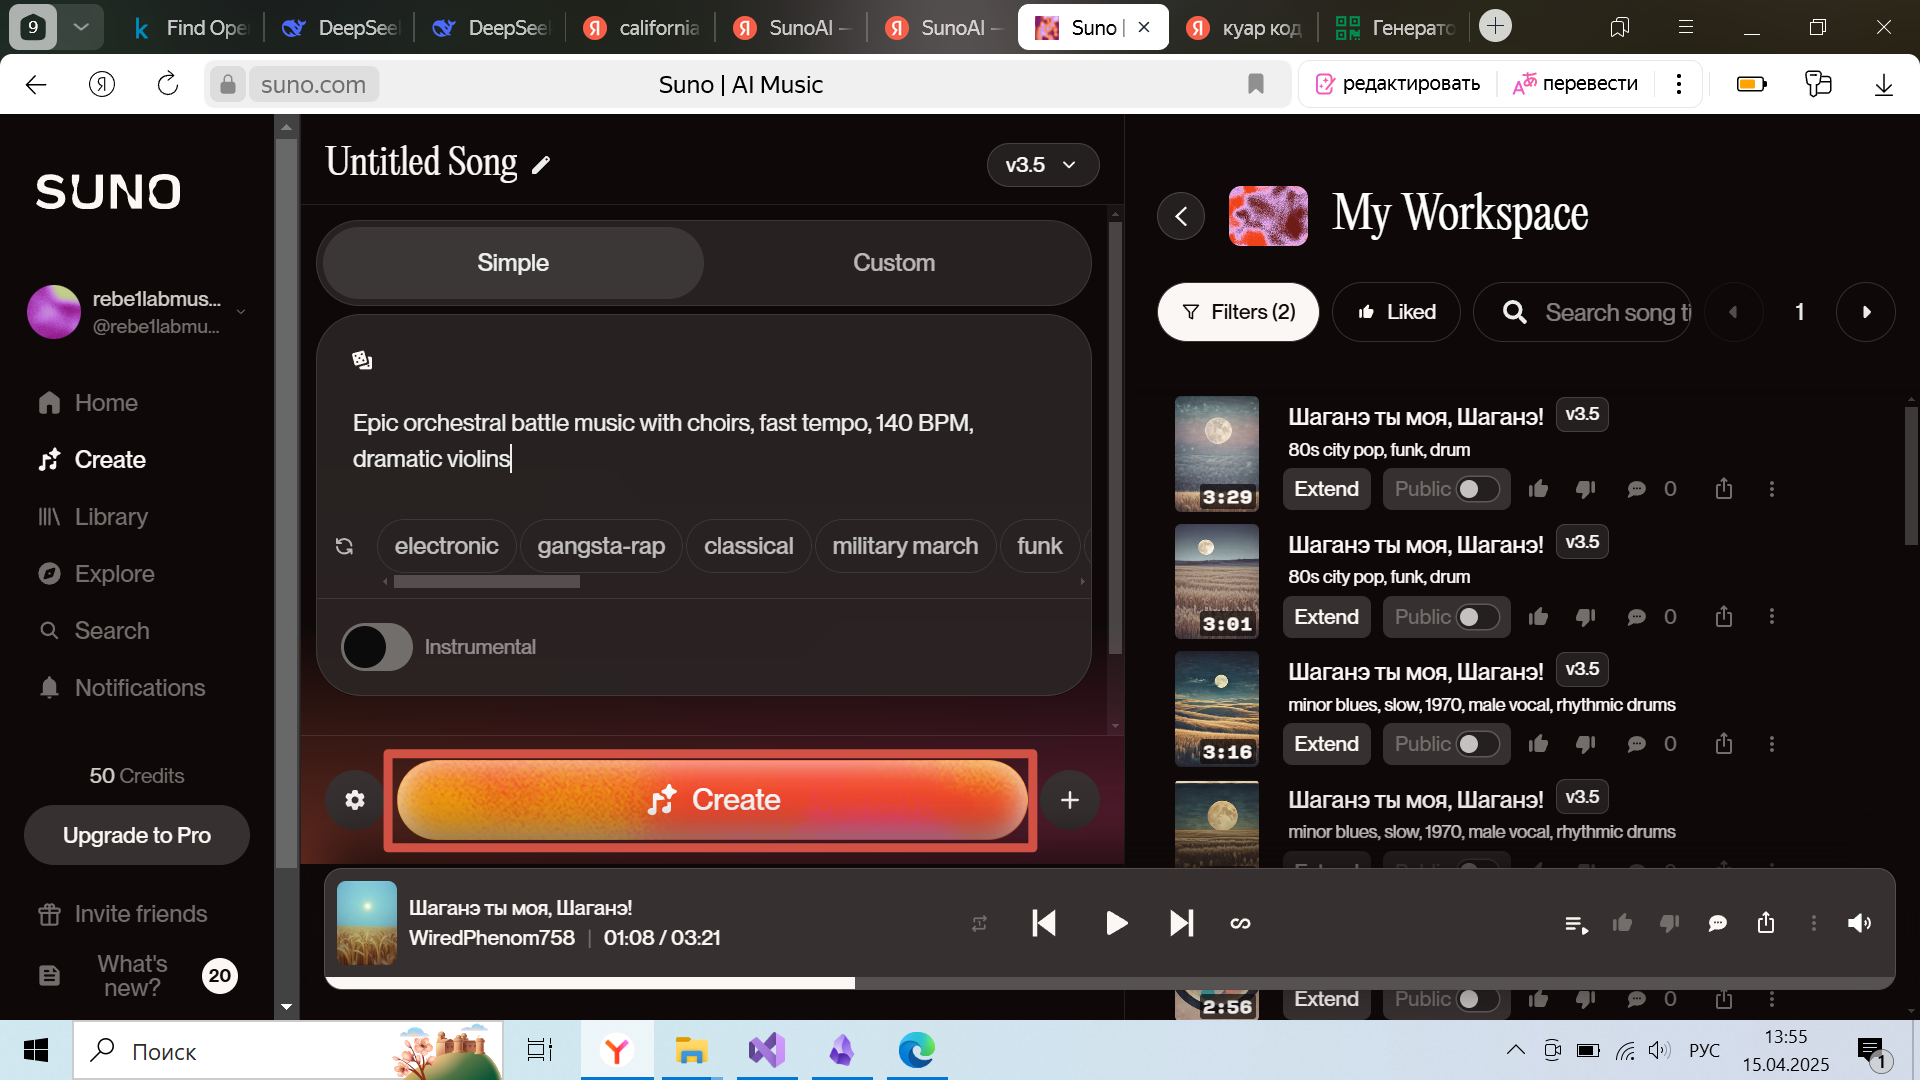 9
Find Ope
DeepSeel
DeepSeel
california
SunoAI —
SunoAI —
Suno |
куар код
Генерато
suno.com
Suno | AI Music
редактировать
перевести
SUNO
rebe1labmus...
@rebe1labmu...
Home
Create
Library
Explore
Search
Notifications
50 Credits
Upgrade to Pro
Invite friends
What's new?
20
Untitled Song
v3.5
Simple
Custom
Epic orchestral battle music with choirs, fast tempo, 140 BPM,
dramatic violins
electronic
gangsta-rap
classical
military march
funk
Instrumental
Create
My Workspace
Filters (2)
Liked
Search song ti
1
Шаганэ ты моя, Шаганэ! v3.5
80s city pop, funk, drum
Extend Public 0
3:29
Шаганэ ты моя, Шаганэ! v3.5
80s city pop, funk, drum
Extend Public 0
3:01
Шаганэ ты моя, Шаганэ! v3.5
minor blues, slow, 1970, male vocal, rhythmic drums
Extend Public 0
3:16
Шаганэ ты моя, Шаганэ! v3.5
minor blues, slow, 1970, male vocal, rhythmic drums
Шаганэ ты моя, Шаганэ!
WiredPhenom758 | 01:08 / 03:21
2:56
Extend Public 0
Поиск
РУС
13:55
15.04.2025
1